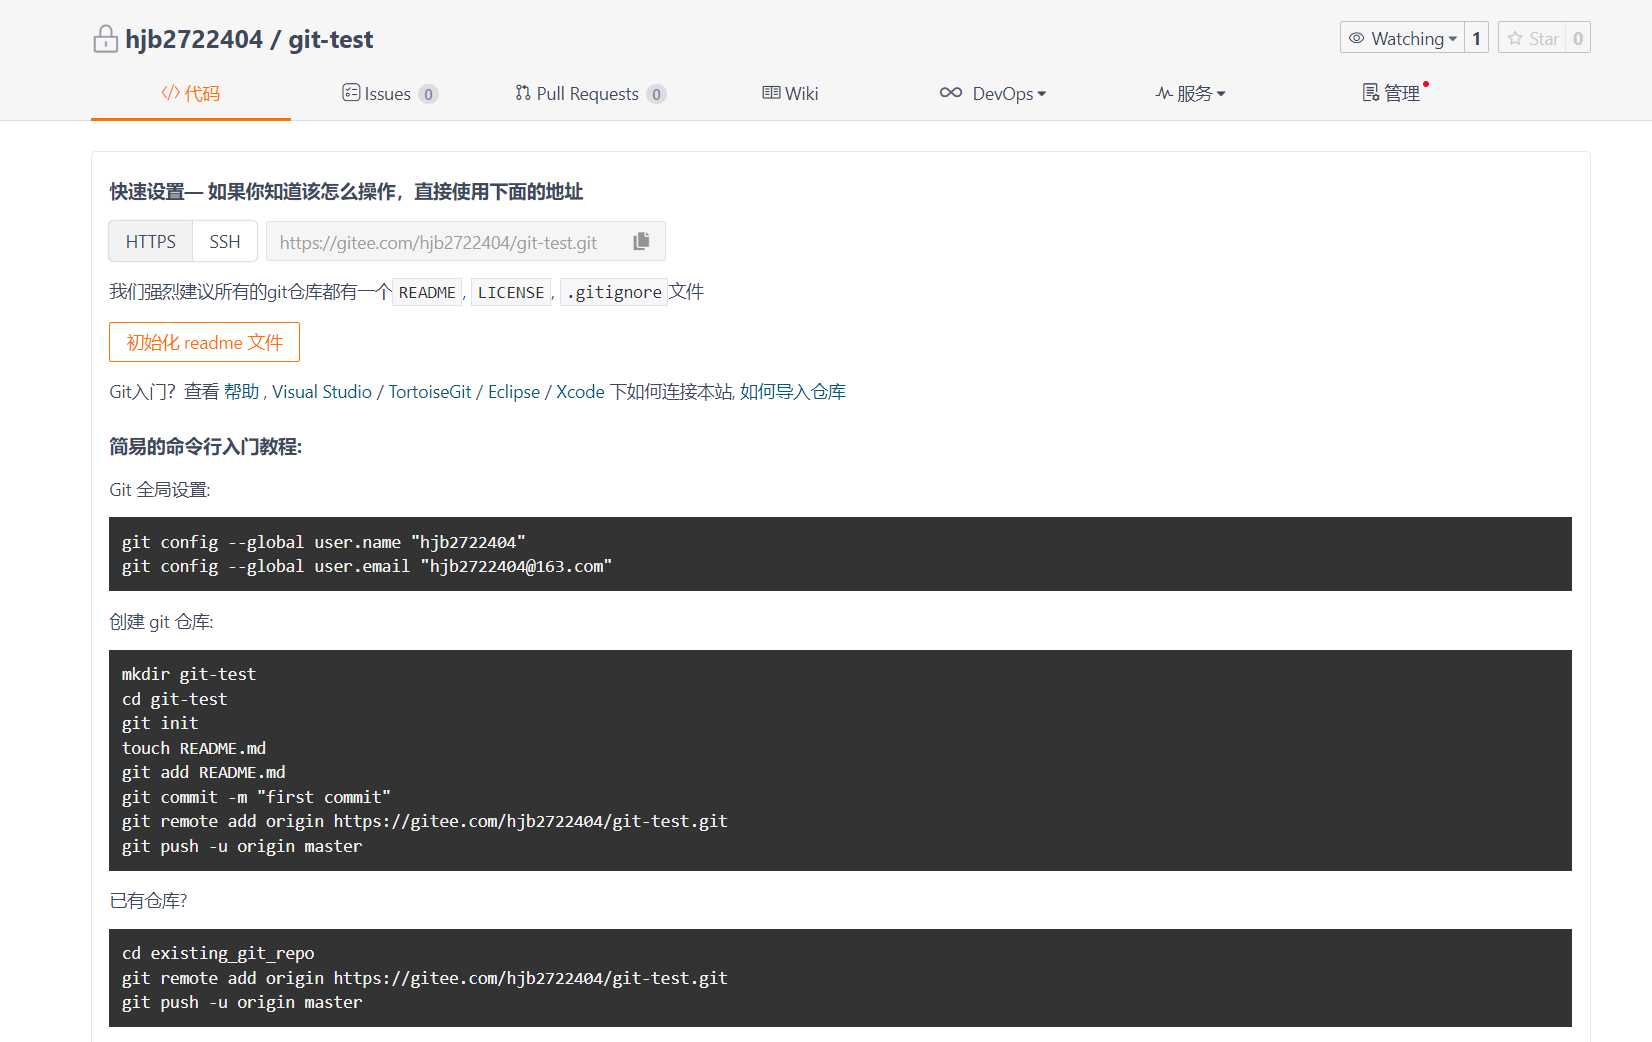 hjb2722404 / git-test
Watching 1 Star 0
代码 Issues 0 Pull Requests 0 Wiki DevOps 服务 管理
快速设置— 如果你知道该怎么操作，直接使用下面的地址
HTTPS SSH https://gitee.com/hjb2722404/git-test.git
我们强烈建议所有的git仓库都有一个 README, LICENSE, .gitignore 文件
初始化 readme 文件
Git入门？查看 帮助 , Visual Studio / TortoiseGit / Eclipse / Xcode 下如何连接本站, 如何导入仓库
简易的命令行入门教程:
Git 全局设置:
git config --global user.name "hjb2722404"
git config --global user.email "hjb2722404@163.com"
创建 git 仓库:
mkdir git-test
cd git-test
git init
touch README.md
git add README.md
git commit -m "first commit"
git remote add origin https://gitee.com/hjb2722404/git-test.git
git push -u origin master
已有仓库?
cd existing_git_repo
git remote add origin https://gitee.com/hjb2722404/git-test.git
git push -u origin master